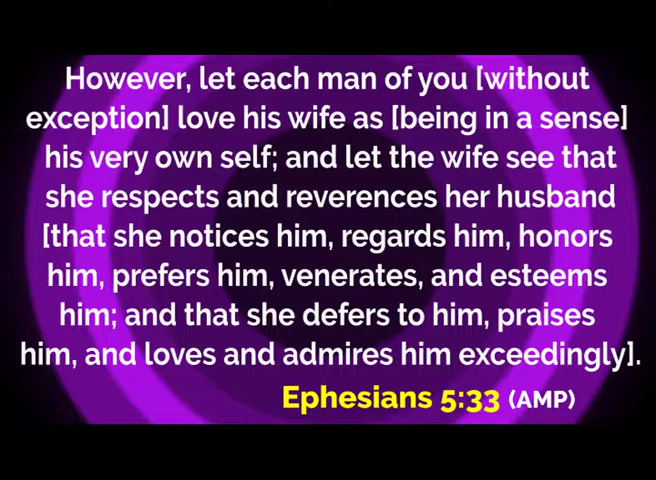 However, let each man of you [without
exception] love his wife as [being in a sense]
his very own self; and let the wife see that
she respects and reverences her husband
[that she notices him, regards him, honors
him, prefers him, venerates, and esteems
him; and that she defers to him, praises
him, and loves and admires him exceedingly].
Ephesians 5:33 (AMP)